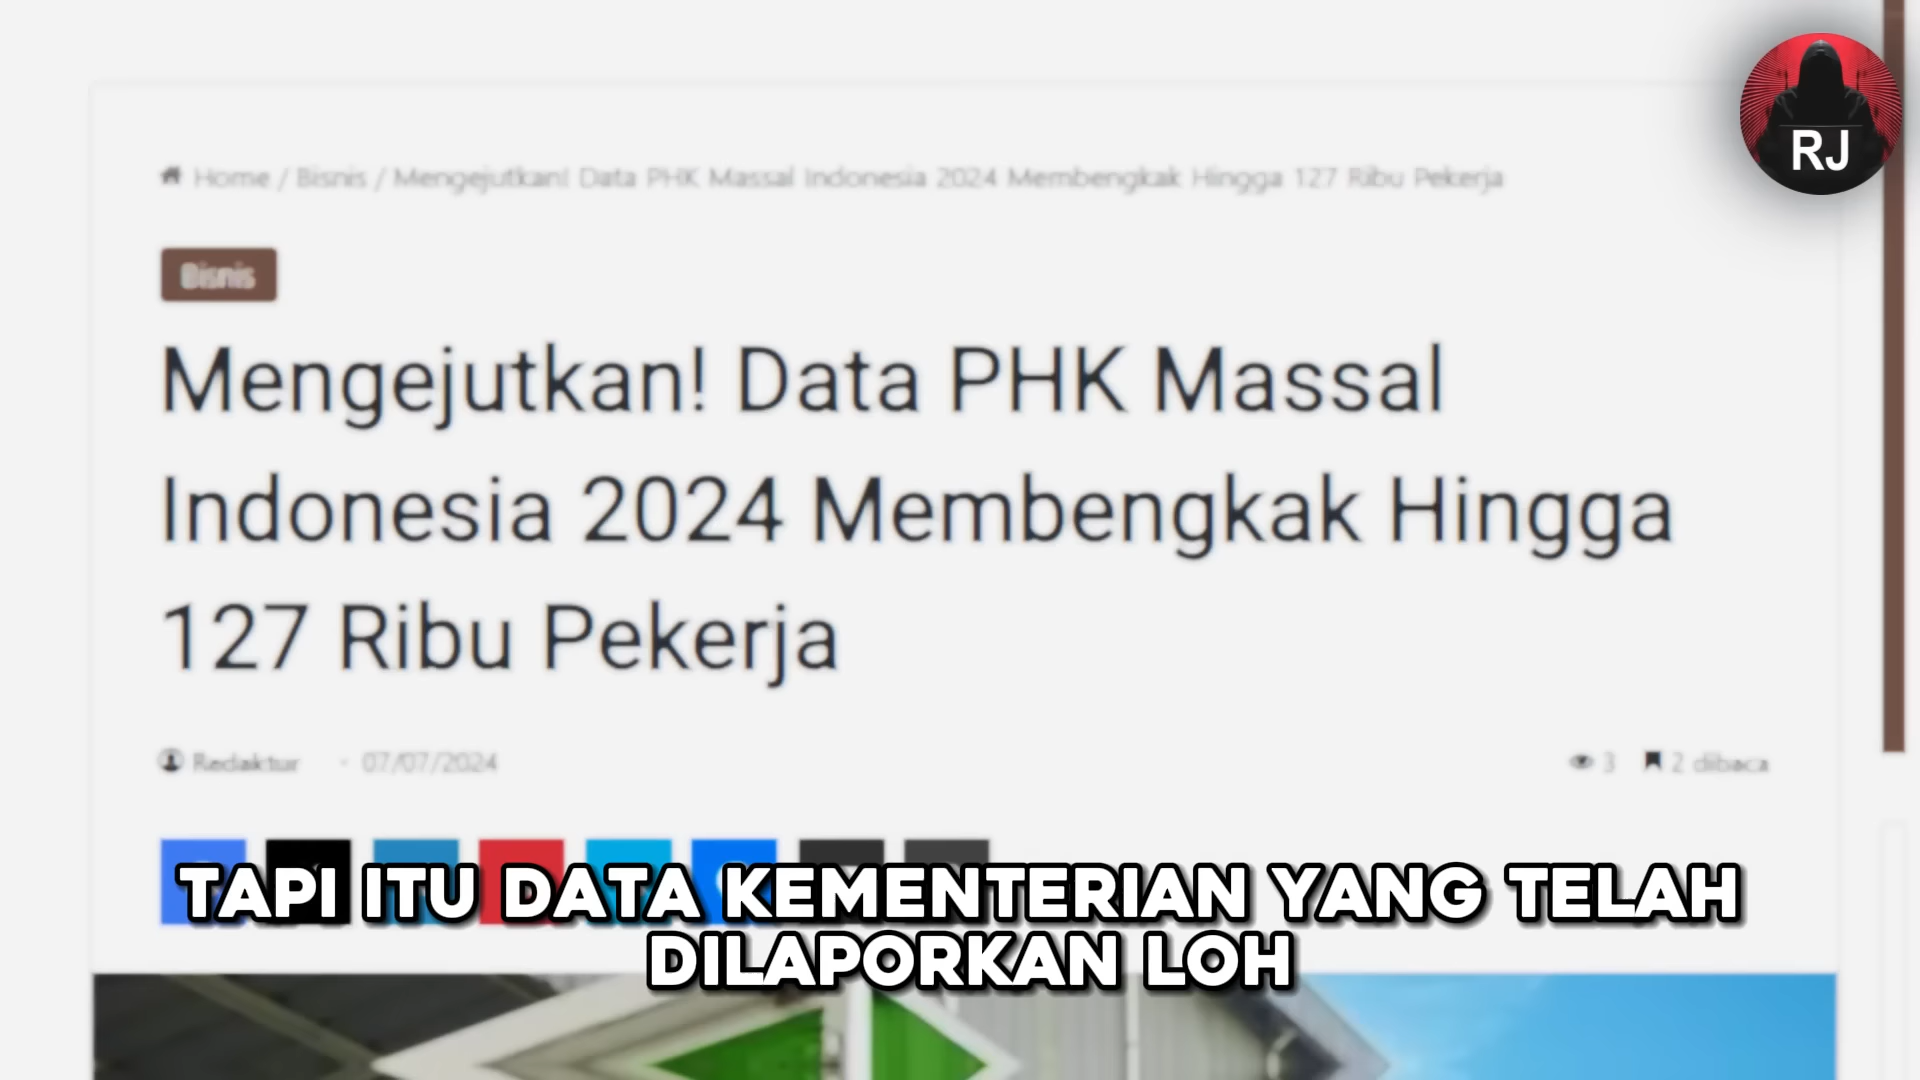 Home / Bisnis / Mengejutkan! Data PHK Massal Indonesia 2024 Membengkak Hingga 127 Ribu Pekerja
RJ
Bisnis
Mengejutkan! Data PHK Massal
Indonesia 2024 Membengkak Hingga
127 Ribu Pekerja
Redaktur · 07/07/2024
3 2 dibaca
TAPI ITU DATA KEMENTERIAN YANG TELAH
DILAPORKAN LOH